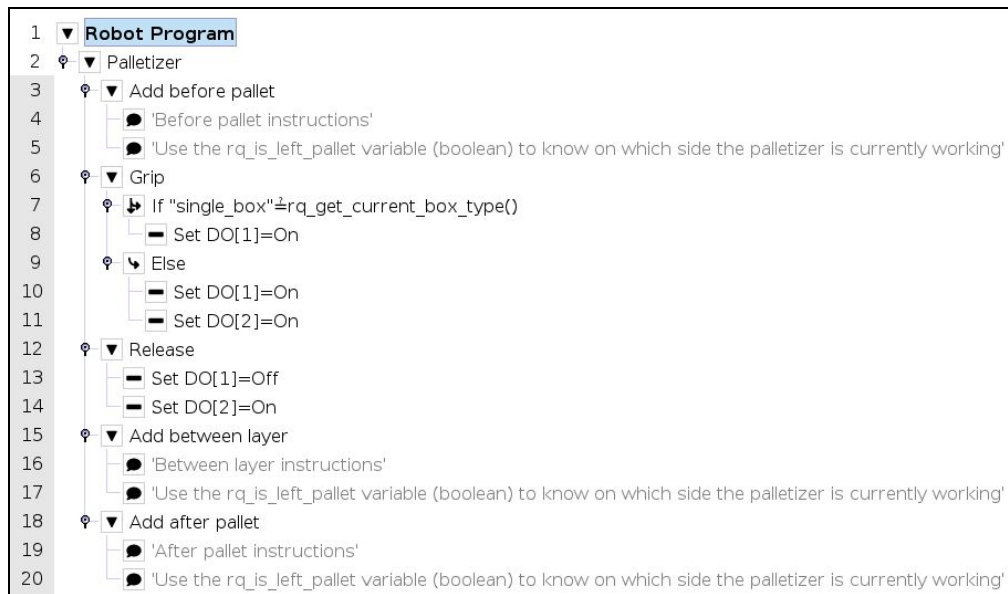 1 Robot Program
2 Palletizer
3 Add before pallet
4 'Before pallet instructions'
5 'Use the rq_is_left_pallet variable (boolean) to know on which side the palletizer is currently working'
6 Grip
7 If "single_box"≟rq_get_current_box_type()
8 Set DO[1]=On
9 Else
10 Set DO[1]=On
11 Set DO[2]=On
12 Release
13 Set DO[1]=Off
14 Set DO[2]=On
15 Add between layer
16 'Between layer instructions'
17 'Use the rq_is_left_pallet variable (boolean) to know on which side the palletizer is currently working'
18 Add after pallet
19 'After pallet instructions'
20 'Use the rq_is_left_pallet variable (boolean) to know on which side the palletizer is currently working'